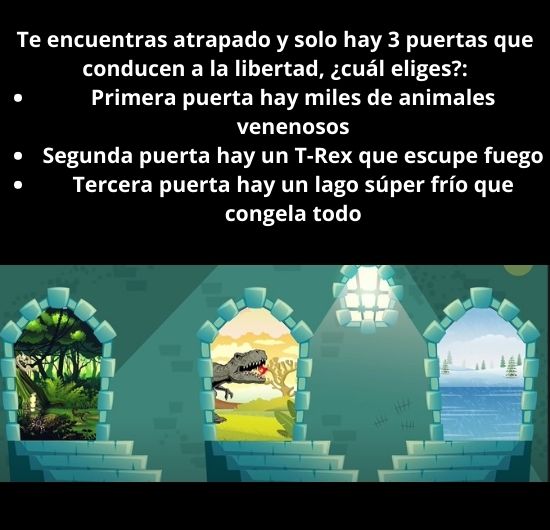 Te encuentras atrapado y solo hay 3 puertas que
conducen a la libertad, ¿cuál eliges?:
• Primera puerta hay miles de animales
venenosos
• Segunda puerta hay un T-Rex que escupe fuego
• Tercera puerta hay un lago súper frío que
congela todo